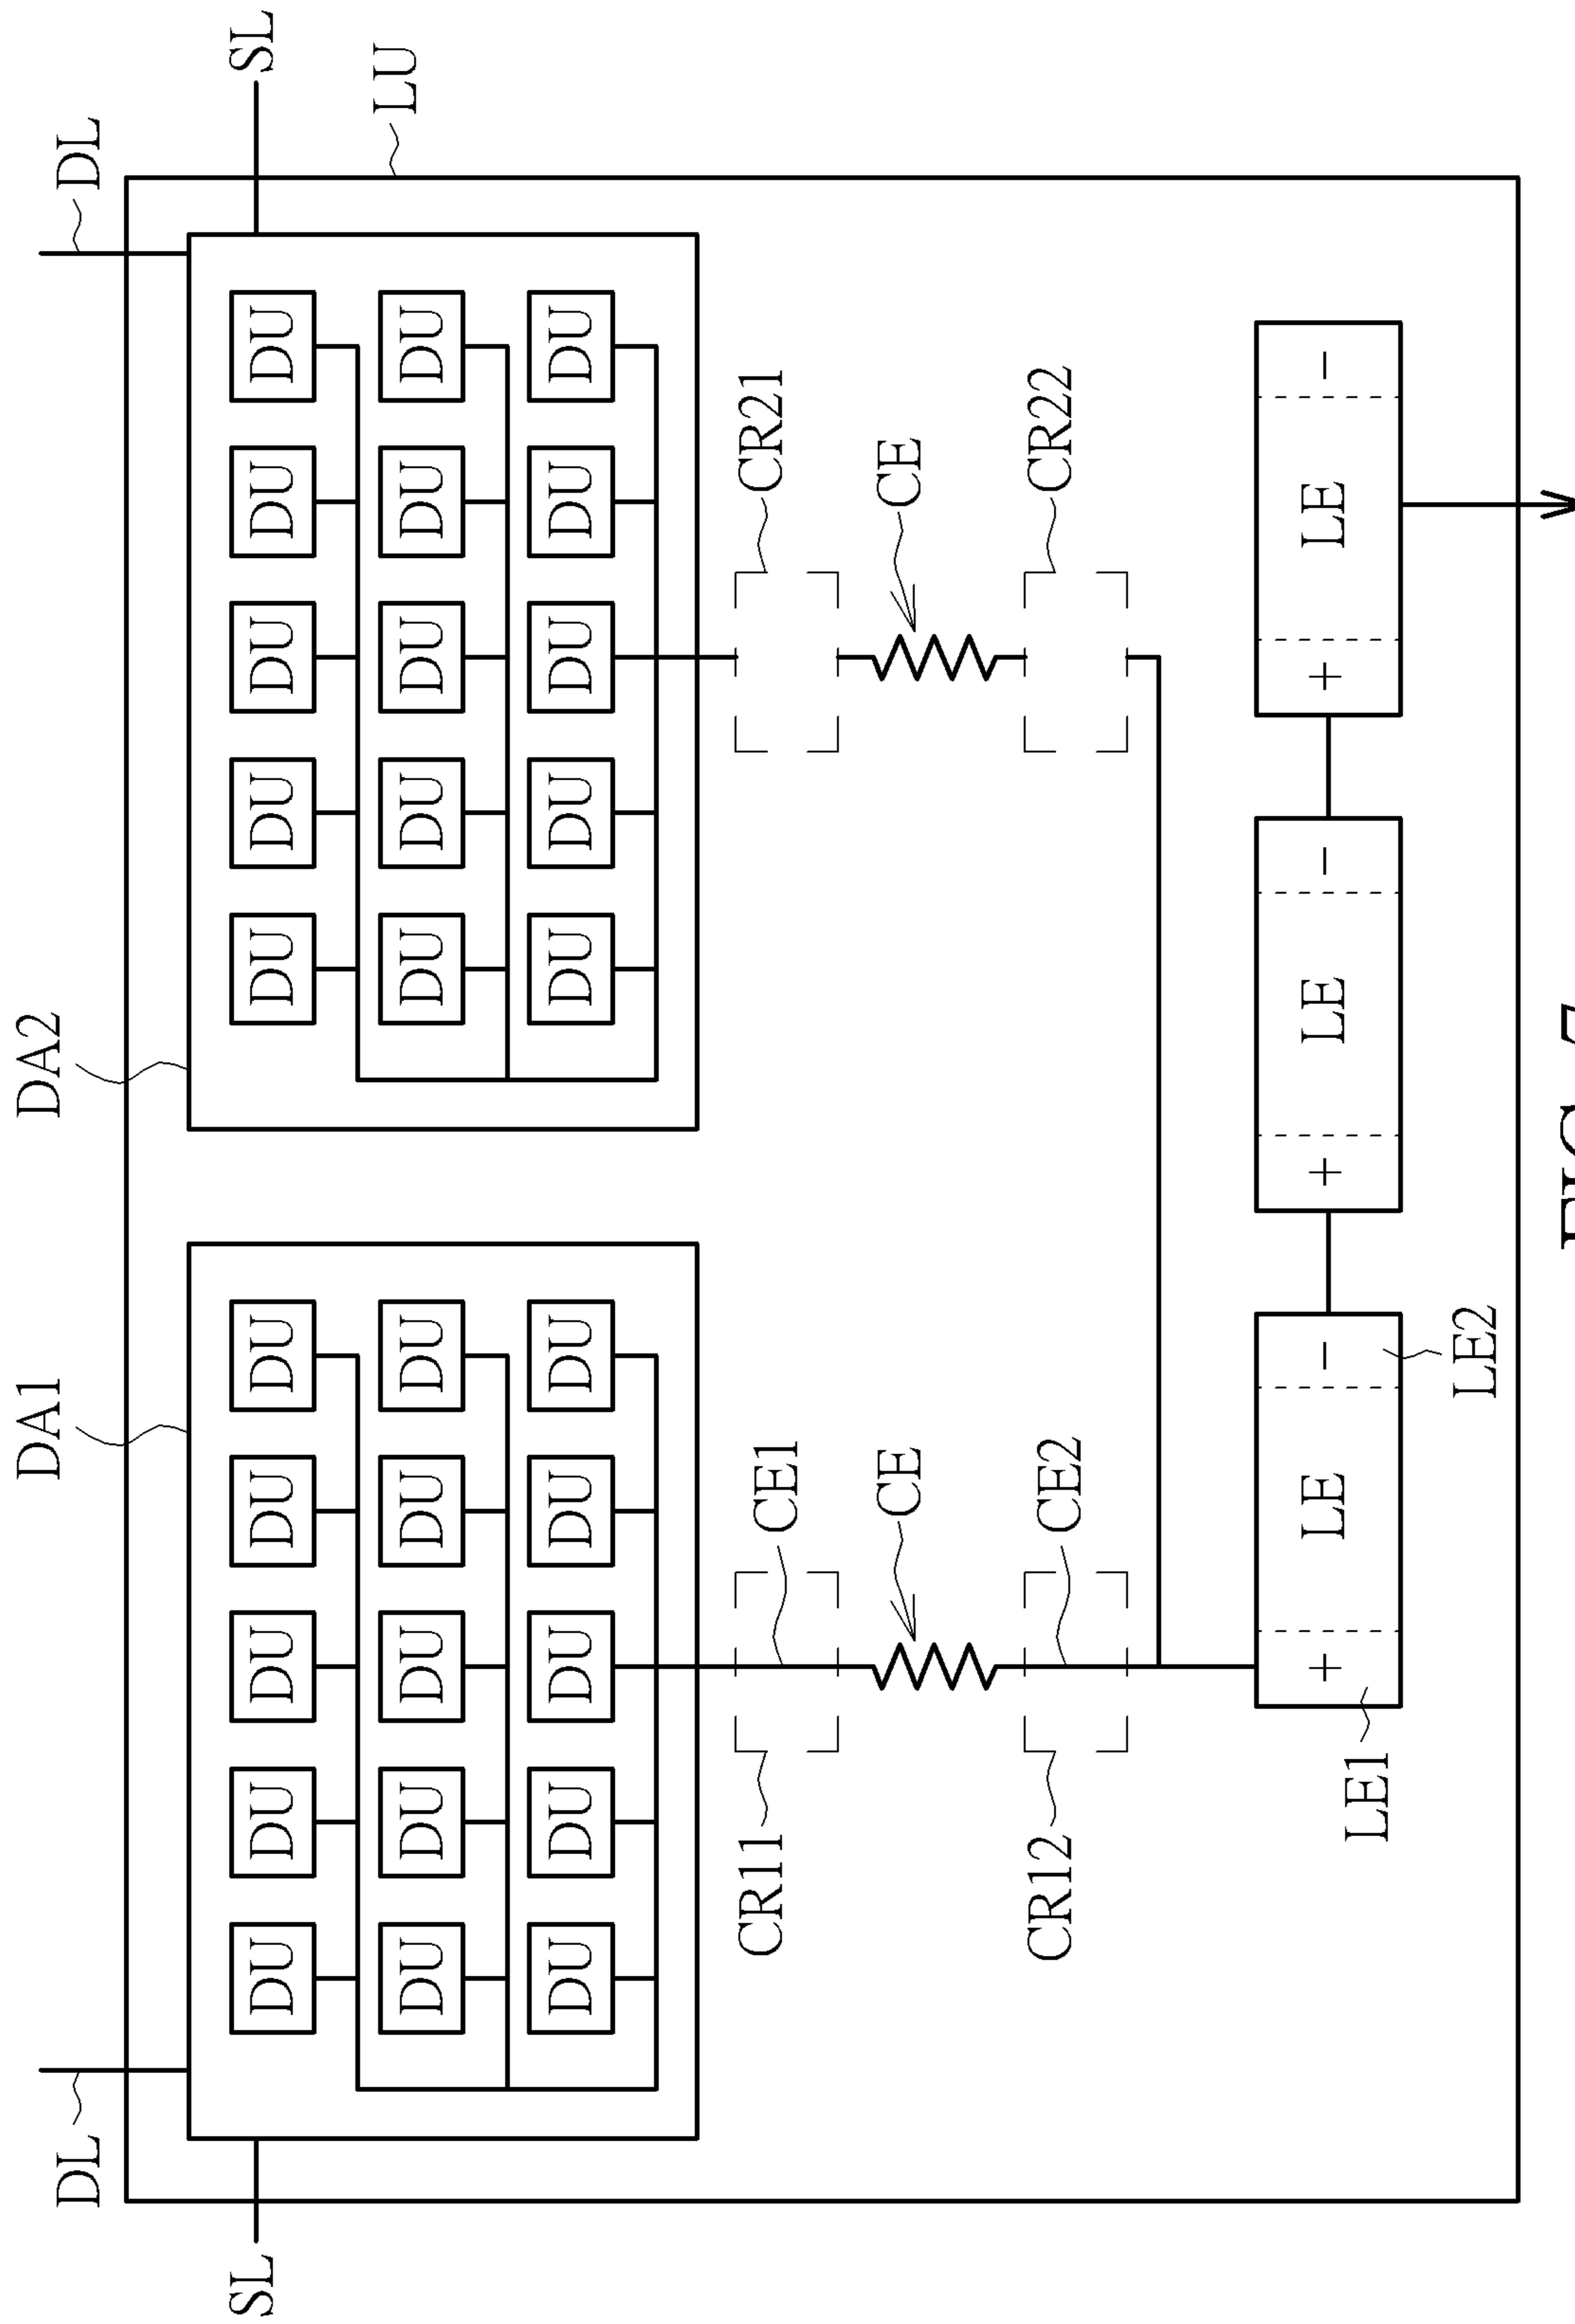 DA1
DA2
DL
DL
SL
DU DU DU DU DU
DU DU DU DU DU
SL
LU
DU DU DU DU DU
DU DU DU DU DU
DU DU DU DU DU
DU DU DU DU DU
CR11
CE1
CR21
CE
CE
CR12
CE2
CR22
+ LE −
+ LE −
+ LE −
LE1
LE2